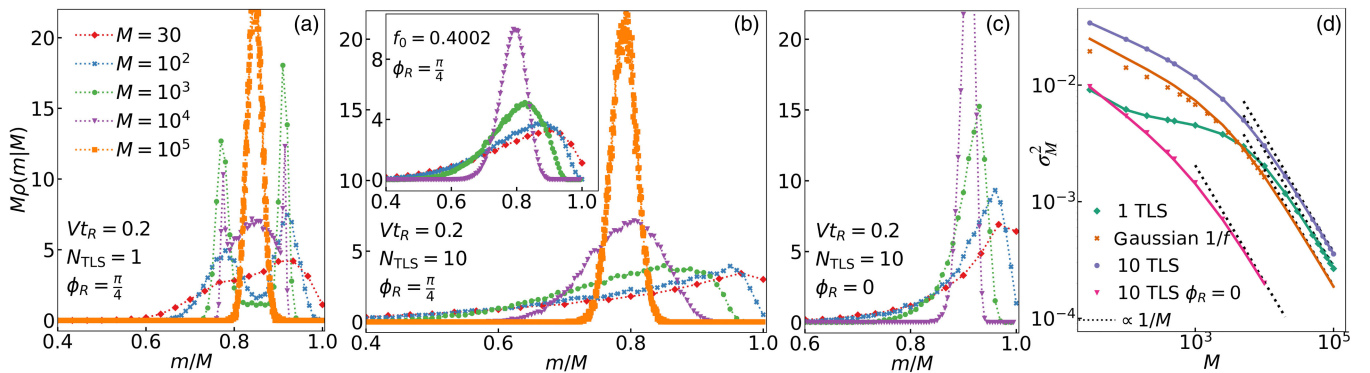 (a)
20
15
10
5
0
Mρ(m|M)
M = 30
M = 10²
M = 10³
M = 10⁴
M = 10⁵
Vt_R = 0.2
N_TLS = 1
ϕ_R = π/4
0.6 0.8 1.0
m/M
(b)
20
15
10
5
0
f₀ = 0.4002
ϕ_R = π/4
8
4
0
0.4 0.6 0.8 1.0
Vt_R = 0.2
N_TLS = 10
ϕ_R = π/4
0.4 0.6 0.8 1.0
m/M
(c)
20
15
10
5
0
Vt_R = 0.2
N_TLS = 10
ϕ_R = 0
0.4 0.6 0.8 1.0
m/M
(d)
10⁻²
10⁻³
10⁻⁴
σ²_M
1 TLS
Gaussian 1/f
10 TLS
10 TLS ϕ_R = 0
∝ 1/M
10³ 10⁵
M